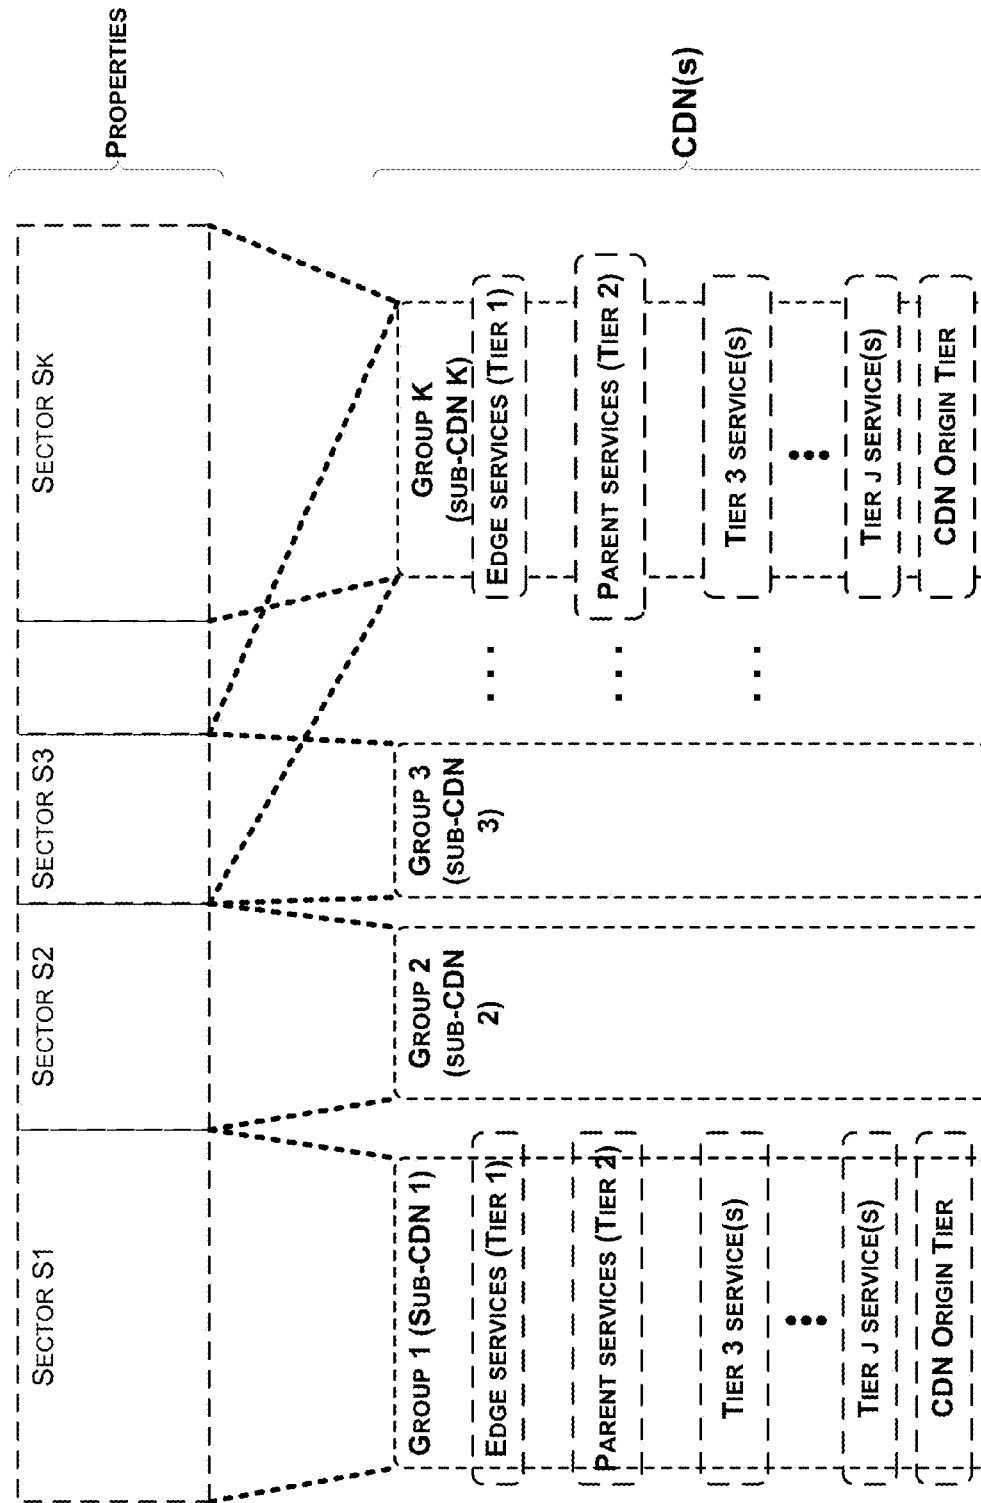 PROPERTIES
SECTOR S1
SECTOR S2
SECTOR S3
SECTOR SK
CDN(s)
GROUP 1 (SUB-CDN 1)
EDGE SERVICES (TIER 1)
PARENT SERVICES (TIER 2)
TIER 3 SERVICE(S)
TIER J SERVICE(S)
CDN ORIGIN TIER
GROUP 2
(SUB-CDN
2)
GROUP 3
(SUB-CDN
3)
GROUP K
(SUB-CDN K)
EDGE SERVICES (TIER 1)
PARENT SERVICES (TIER 2)
TIER 3 SERVICE(S)
TIER J SERVICE(S)
CDN ORIGIN TIER